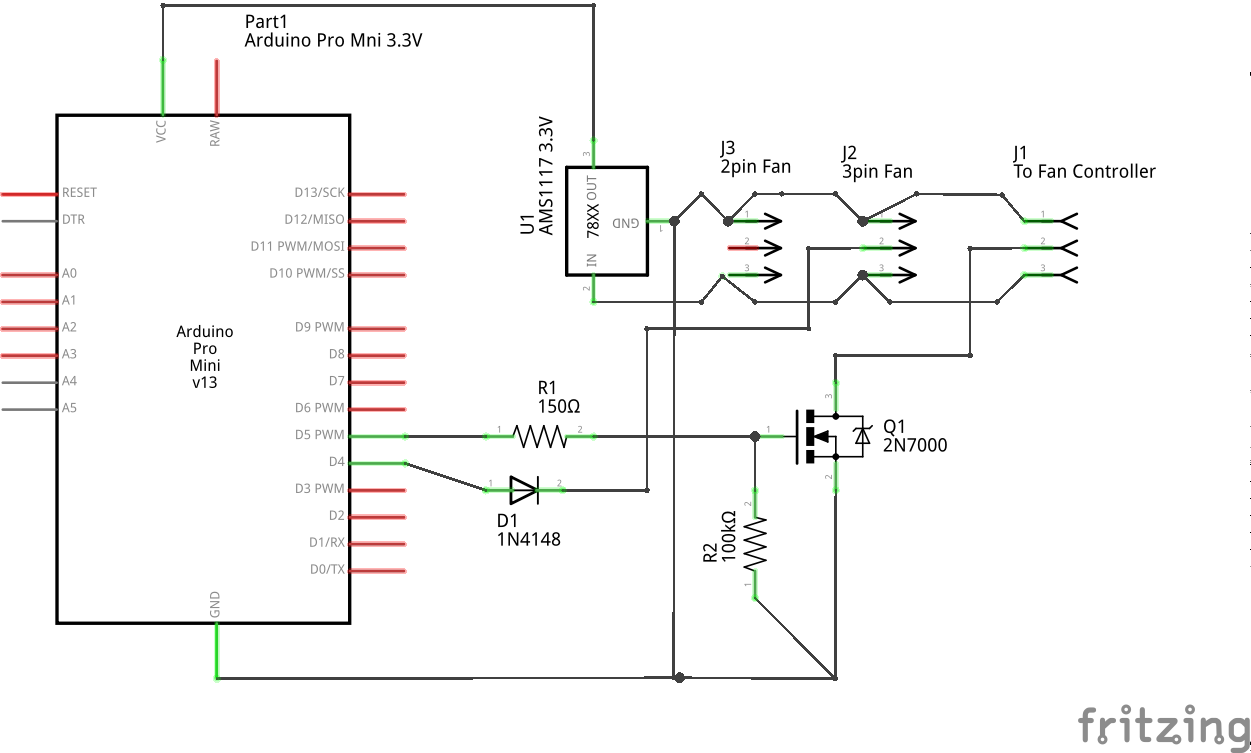 Part1
Arduino Pro Mni 3.3V
VCC
RAW
RESET
DTR
A0
A1
A2
A3
A4
A5
Arduino
Pro
Mini
v13
D13/SCK
D12/MISO
D11 PWM/MOSI
D10 PWM/SS
D9 PWM
D8
D7
D6 PWM
D5 PWM
D4
D3 PWM
D2
D1/RX
D0/TX
GND
U1
AMS1117 3.3V
3
OUT
78XX
GND
1
IN
2
J3
2pin Fan
1
2
3
J2
3pin Fan
1
2
3
J1
To Fan Controller
1
2
3
R1
150Ω
1
2
D1
1N4148
1
2
R2
100kΩ
2
1
Q1
2N7000
1
3
2
fritzing